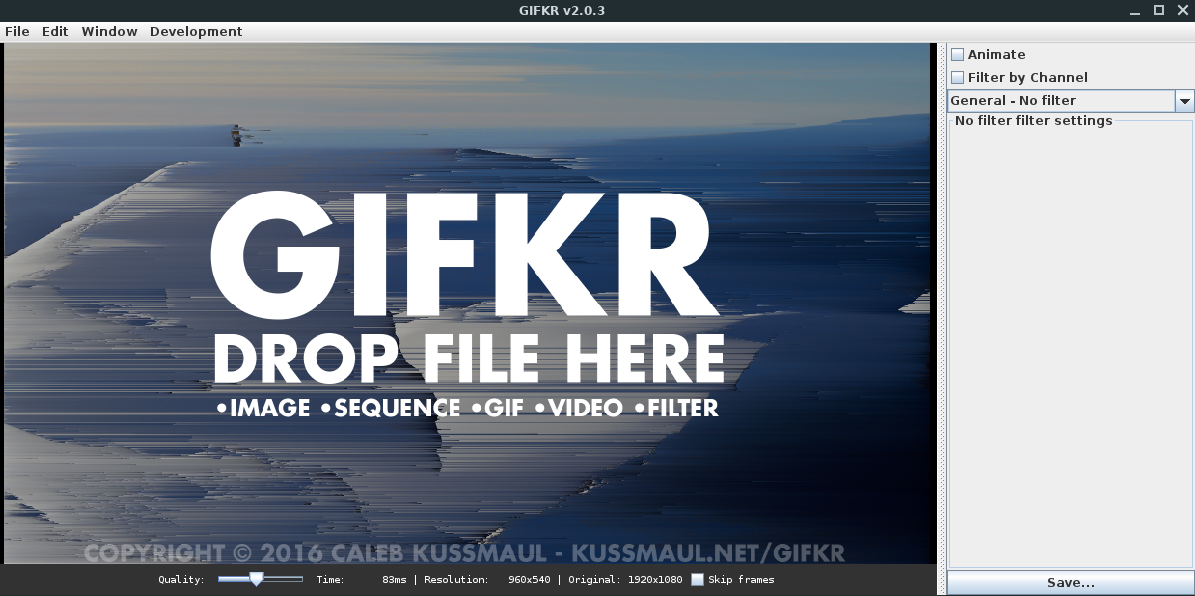 GIFKR v2.0.3
File Edit Window Development
Animate
Filter by Channel
General - No filter
No filter filter settings
GIFKR
DROP FILE HERE
•IMAGE •SEQUENCE •GIF •VIDEO •FILTER
COPYRIGHT © 2016 CALEB KUSSMAUL - KUSSMAUL.NET/GIFKR
Quality: Time: 83ms | Resolution: 960x540 | Original: 1920x1080 Skip frames
Save...